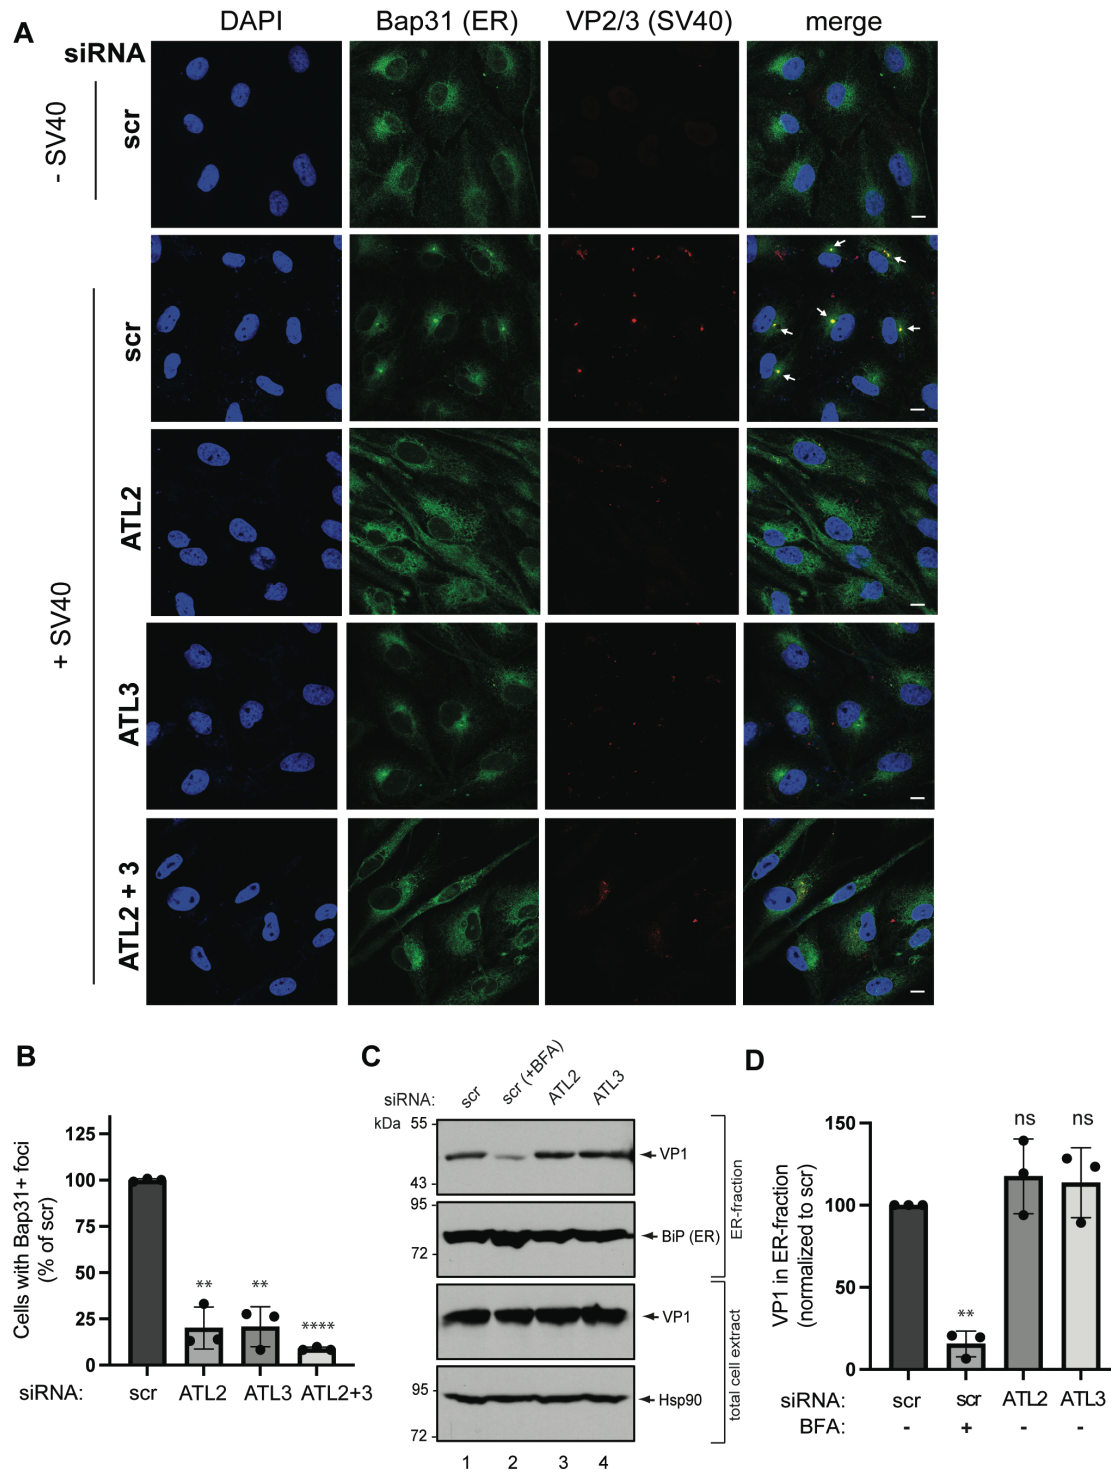 A
DAPI
Bap31 (ER)
VP2/3 (SV40)
merge
siRNA
- SV40
scr
+ SV40
scr
ATL2
ATL3
ATL2 + 3
B
Cells with Bap31+ foci
(% of scr)
125
100
75
50
25
0
**
**
****
siRNA:
scr
ATL2
ATL3
ATL2+3
C
siRNA:
scr
scr (+BFA)
ATL2
ATL3
kDa
55
43
VP1
95
72
BiP (ER)
ER-fraction
VP1
95
72
Hsp90
total cell extract
1
2
3
4
D
VP1 in ER-fraction
(normalized to scr)
150
100
50
0
**
ns
ns
siRNA:
scr
scr
ATL2
ATL3
BFA:
-
+
-
-